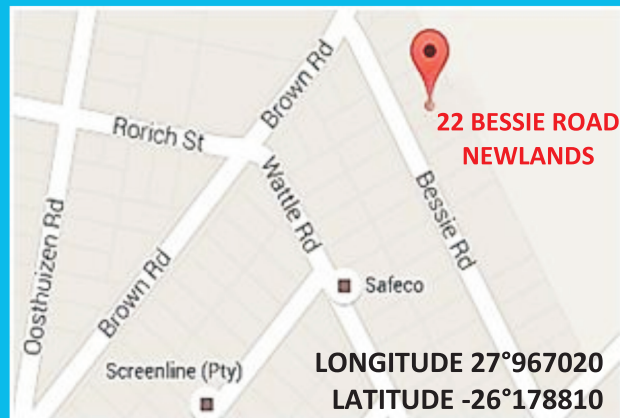 Brown Rd
Rorich St
22 BESSIE ROAD
NEWLANDS
Wattle Rd
Bessie Rd
Oosthuizen Rd
Brown Rd
Safeco
Screenline (Pty)
LONGITUDE 27°967020
LATITUDE -26°178810